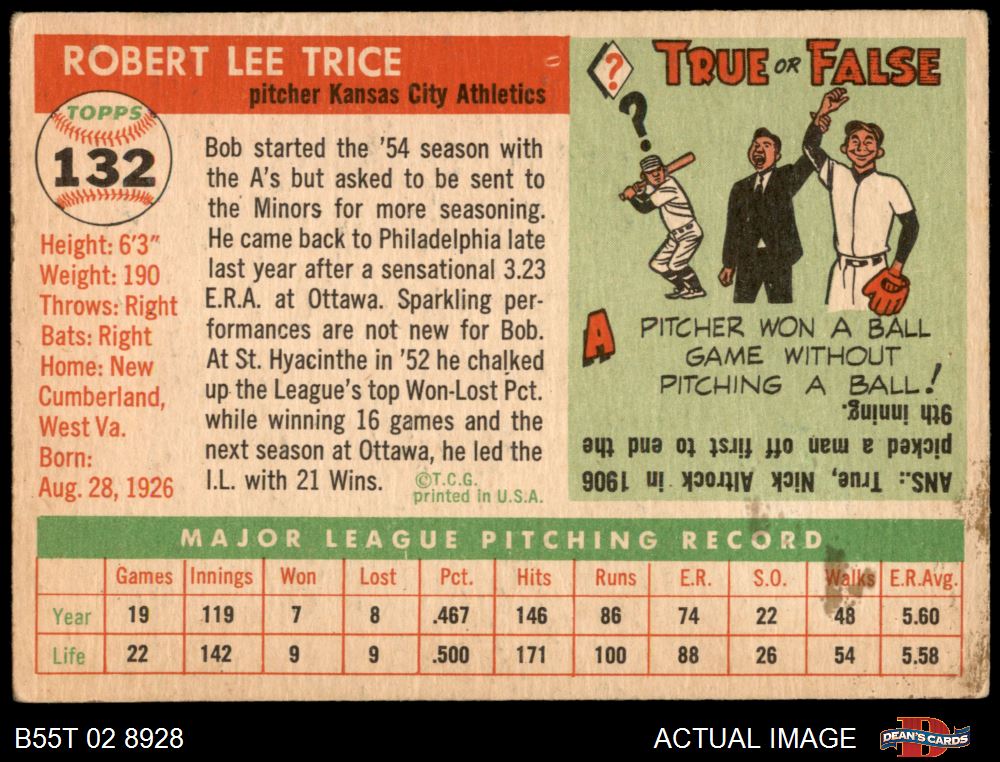 ROBERT LEE TRICE
pitcher Kansas City Athletics
TOPPS
132
Height: 6'3"
Weight: 190
Throws: Right
Bats: Right
Home: New
Cumberland,
West Va.
Born:
Aug. 28, 1926
Bob started the '54 season with
the A's but asked to be sent to
the Minors for more seasoning.
He came back to Philadelphia late
last year after a sensational 3.23
E.R.A. at Ottawa. Sparkling per-
formances are not new for Bob.
At St. Hyacinthe in '52 he chalked
up the League's top Won-Lost Pct.
while winning 16 games and the
next season at Ottawa, he led the
I.L. with 21 Wins.
©T.C.G.
printed in U.S.A.
?
TRUE OR FALSE
?
A PITCHER WON A BALL
GAME WITHOUT
PITCHING A BALL!
ANS.: True, Nick Altrock in 1906
picked a man off first to end the
9th inning.
MAJOR LEAGUE PITCHING RECORD
Games Innings Won Lost Pct. Hits Runs E.R. S.O. Walks E.R.Avg.
Year 19 119 7 8 .467 146 86 74 22 48 5.60
Life 22 142 9 9 .500 171 100 88 26 54 5.58
B55T 02 8928
ACTUAL IMAGE
D
DEAN'S CARDS